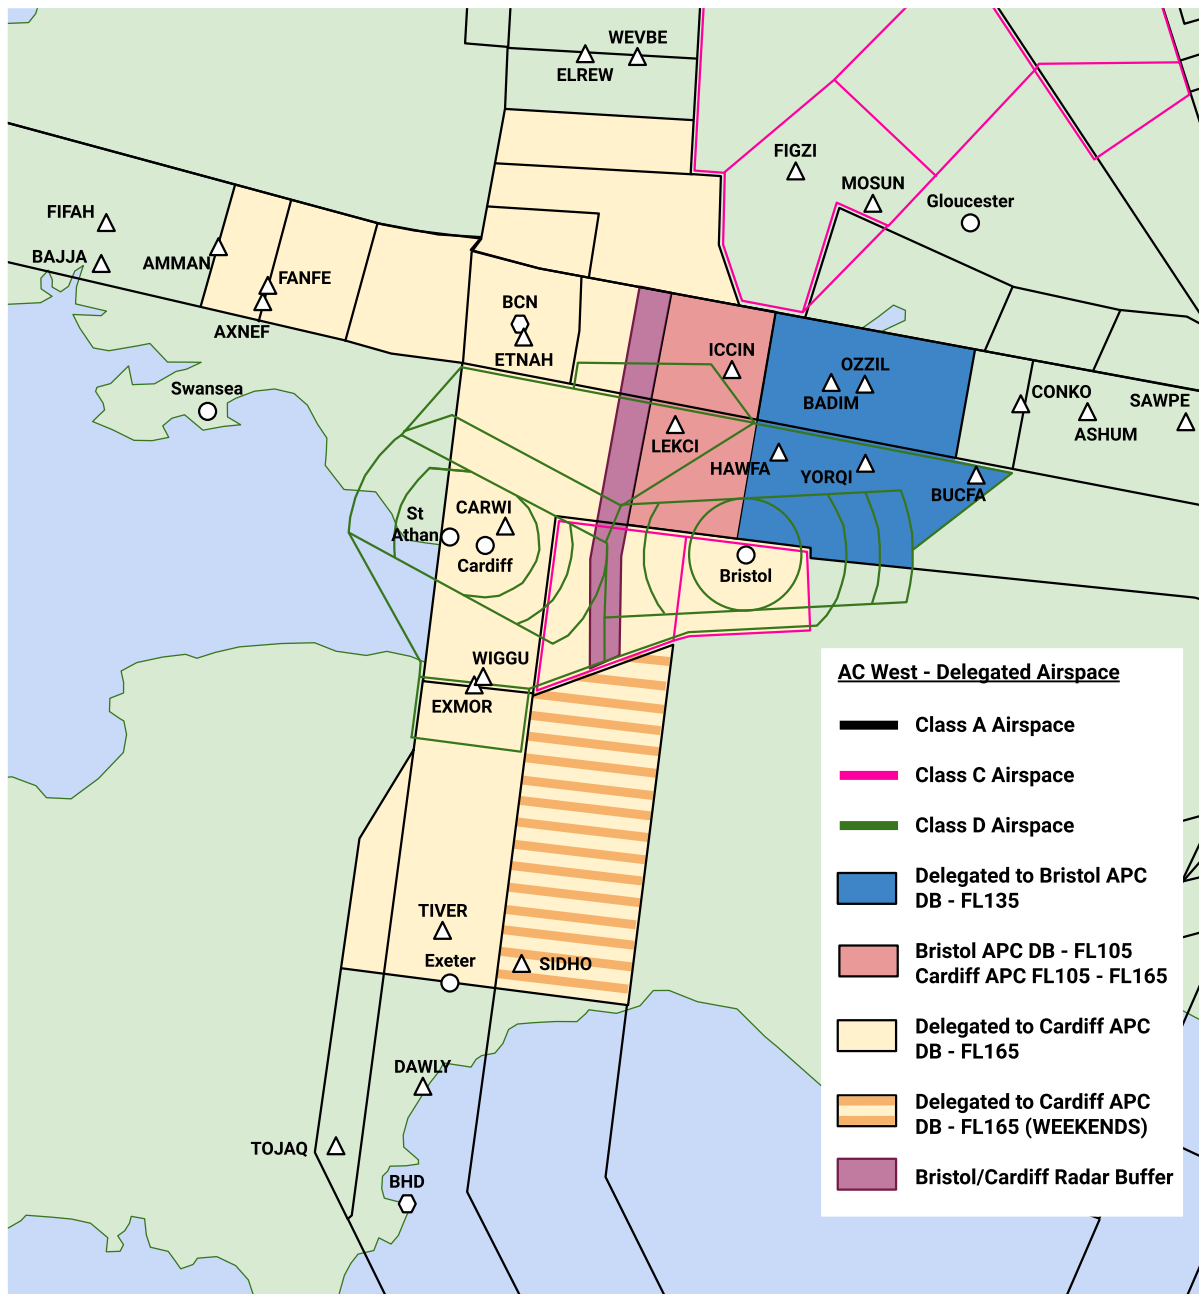 WEVBE
ELREW
FIGZI
MOSUN
Gloucester
FIFAH
BAJJA
AMMAN
FANFE
AXNEF
BCN
ETNAH
ICCIN
OZZIL
BADIM
CONKO
SAWPE
ASHUM
Swansea
LEKCI
HAWFA
YORQI
BUCFA
CARWI
St
Athan
Cardiff
Bristol
WIGGU
EXMOR
TIVER
Exeter
SIDHO
DAWLY
TOJAQ
BHD
AC West - Delegated Airspace
Class A Airspace
Class C Airspace
Class D Airspace
Delegated to Bristol APC
DB - FL135
Bristol APC DB - FL105
Cardiff APC FL105 - FL165
Delegated to Cardiff APC
DB - FL165
Delegated to Cardiff APC
DB - FL165 (WEEKENDS)
Bristol/Cardiff Radar Buffer